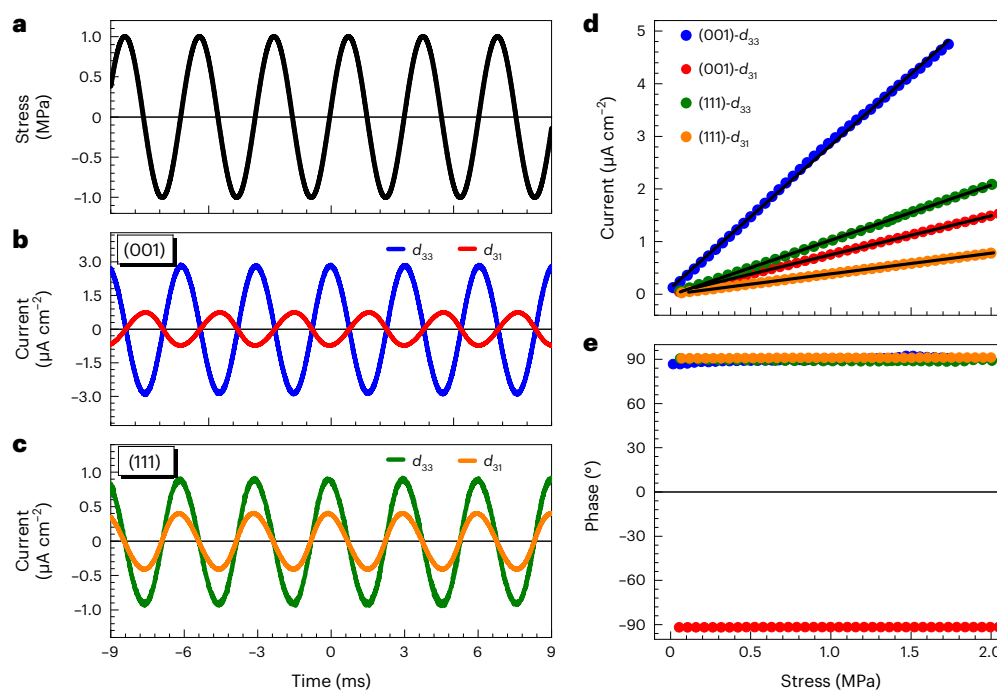 a
Stress
(MPa)
1.0
0.5
0
−0.5
−1.0
b
(001)
d33
d31
Current
(µA cm−2)
3.0
1.5
0
−1.5
−3.0
c
(111)
d33
d31
Current
(µA cm−2)
1.0
0.5
0
−0.5
−1.0
−9
−6
−3
0
3
6
9
Time (ms)
d
(001)-d33
(001)-d31
(111)-d33
(111)-d31
Current (µA cm−2)
5
4
3
2
1
0
e
Phase (°)
90
60
30
0
−30
−60
−90
0
0.5
1.0
1.5
2.0
Stress (MPa)